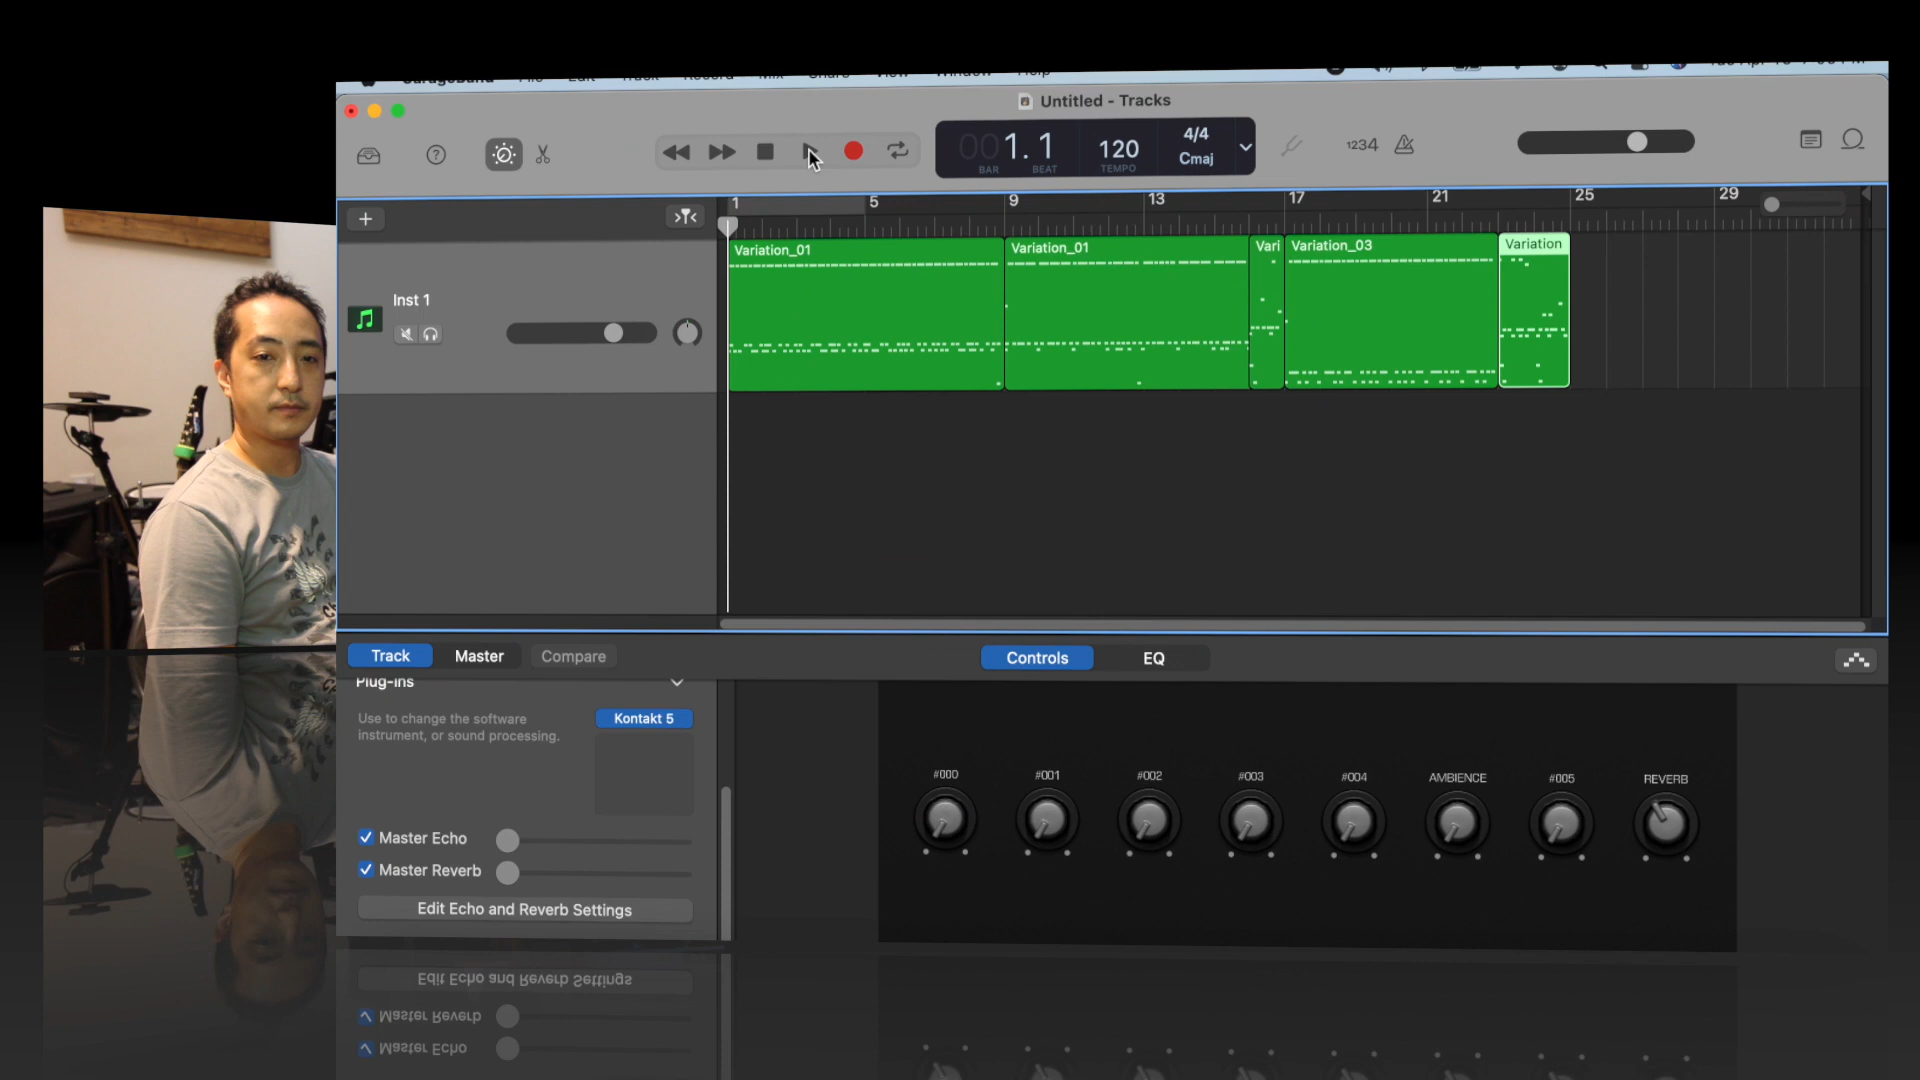 Untitled - Tracks
1.1
BAR
BEAT
120
TEMPO
4/4
Cmaj
1234
1
5
9
13
17
21
25
29
Variation_01
Variation_01
Vari
Variation_03
Variation
Inst 1
Track
Master
Compare
Controls
EQ
Plug-ins
Use to change the software
instrument, or sound processing.
Kontakt 5
Master Echo
Master Reverb
Edit Echo and Reverb Settings
#000
#001
#002
#003
#004
AMBIENCE
#005
REVERB